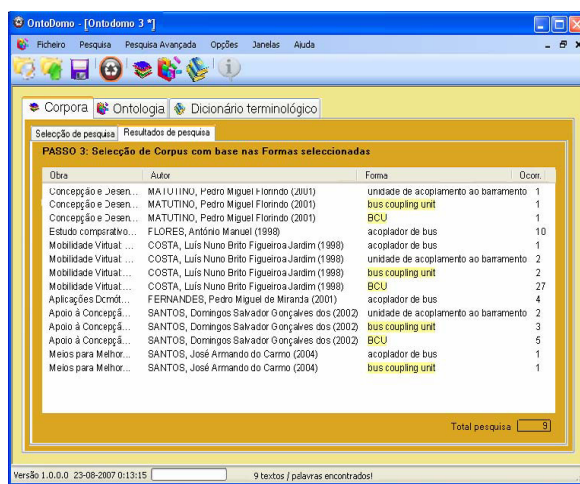 OntoDomo - [Ontodomo 3 *]
Ficheiro Pesquisa Pesquisa Avançada Opções Janelas Ajuda
Corpora Ontologia Dicionário terminológico
Selecção de pesquisa Resultados de pesquisa
PASSO 3: Selecção de Corpus com base nas Formas seleccionadas
Obra Autor Forma Ocorr.
Concepção e Desen... MATUTINO, Pedro Miguel Florindo (2001) unidade de acoplamento ao barramento 1
Concepção e Desen... MATUTINO, Pedro Miguel Florindo (2001) bus coupling unit 1
Concepção e Desen... MATUTINO, Pedro Miguel Florindo (2001) BCU 1
Estudo comparativo... FLORES, António Manuel (1998) acoplador de bus 10
Mobilidade Virtual: ... COSTA, Luís Nuno Brito Figueiroa Jardim (1998) acoplador de bus 1
Mobilidade Virtual: ... COSTA, Luís Nuno Brito Figueiroa Jardim (1998) unidade de acoplamento ao barramento 2
Mobilidade Virtual: ... COSTA, Luís Nuno Brito Figueiroa Jardim (1998) bus coupling unit 2
Mobilidade Virtual: ... COSTA, Luís Nuno Brito Figueiroa Jardim (1998) BCU 27
Aplicações Domót... FERNANDES, Pedro Miguel de Miranda (2001) acoplador de bus 4
Apoio à Concepçã... SANTOS, Domingos Salvador Gonçalves dos (2002) unidade de acoplamento ao barramento 2
Apoio à Concepçã... SANTOS, Domingos Salvador Gonçalves dos (2002) bus coupling unit 3
Apoio à Concepçã... SANTOS, Domingos Salvador Gonçalves dos (2002) BCU 5
Meios para Melhor... SANTOS, José Armando do Carmo (2004) acoplador de bus 1
Meios para Melhor... SANTOS, José Armando do Carmo (2004) bus coupling unit 1
Total pesquisa 9
Versão 1.0.0.0 23-08-2007 0:13:15 9 textos / palavras encontrados!